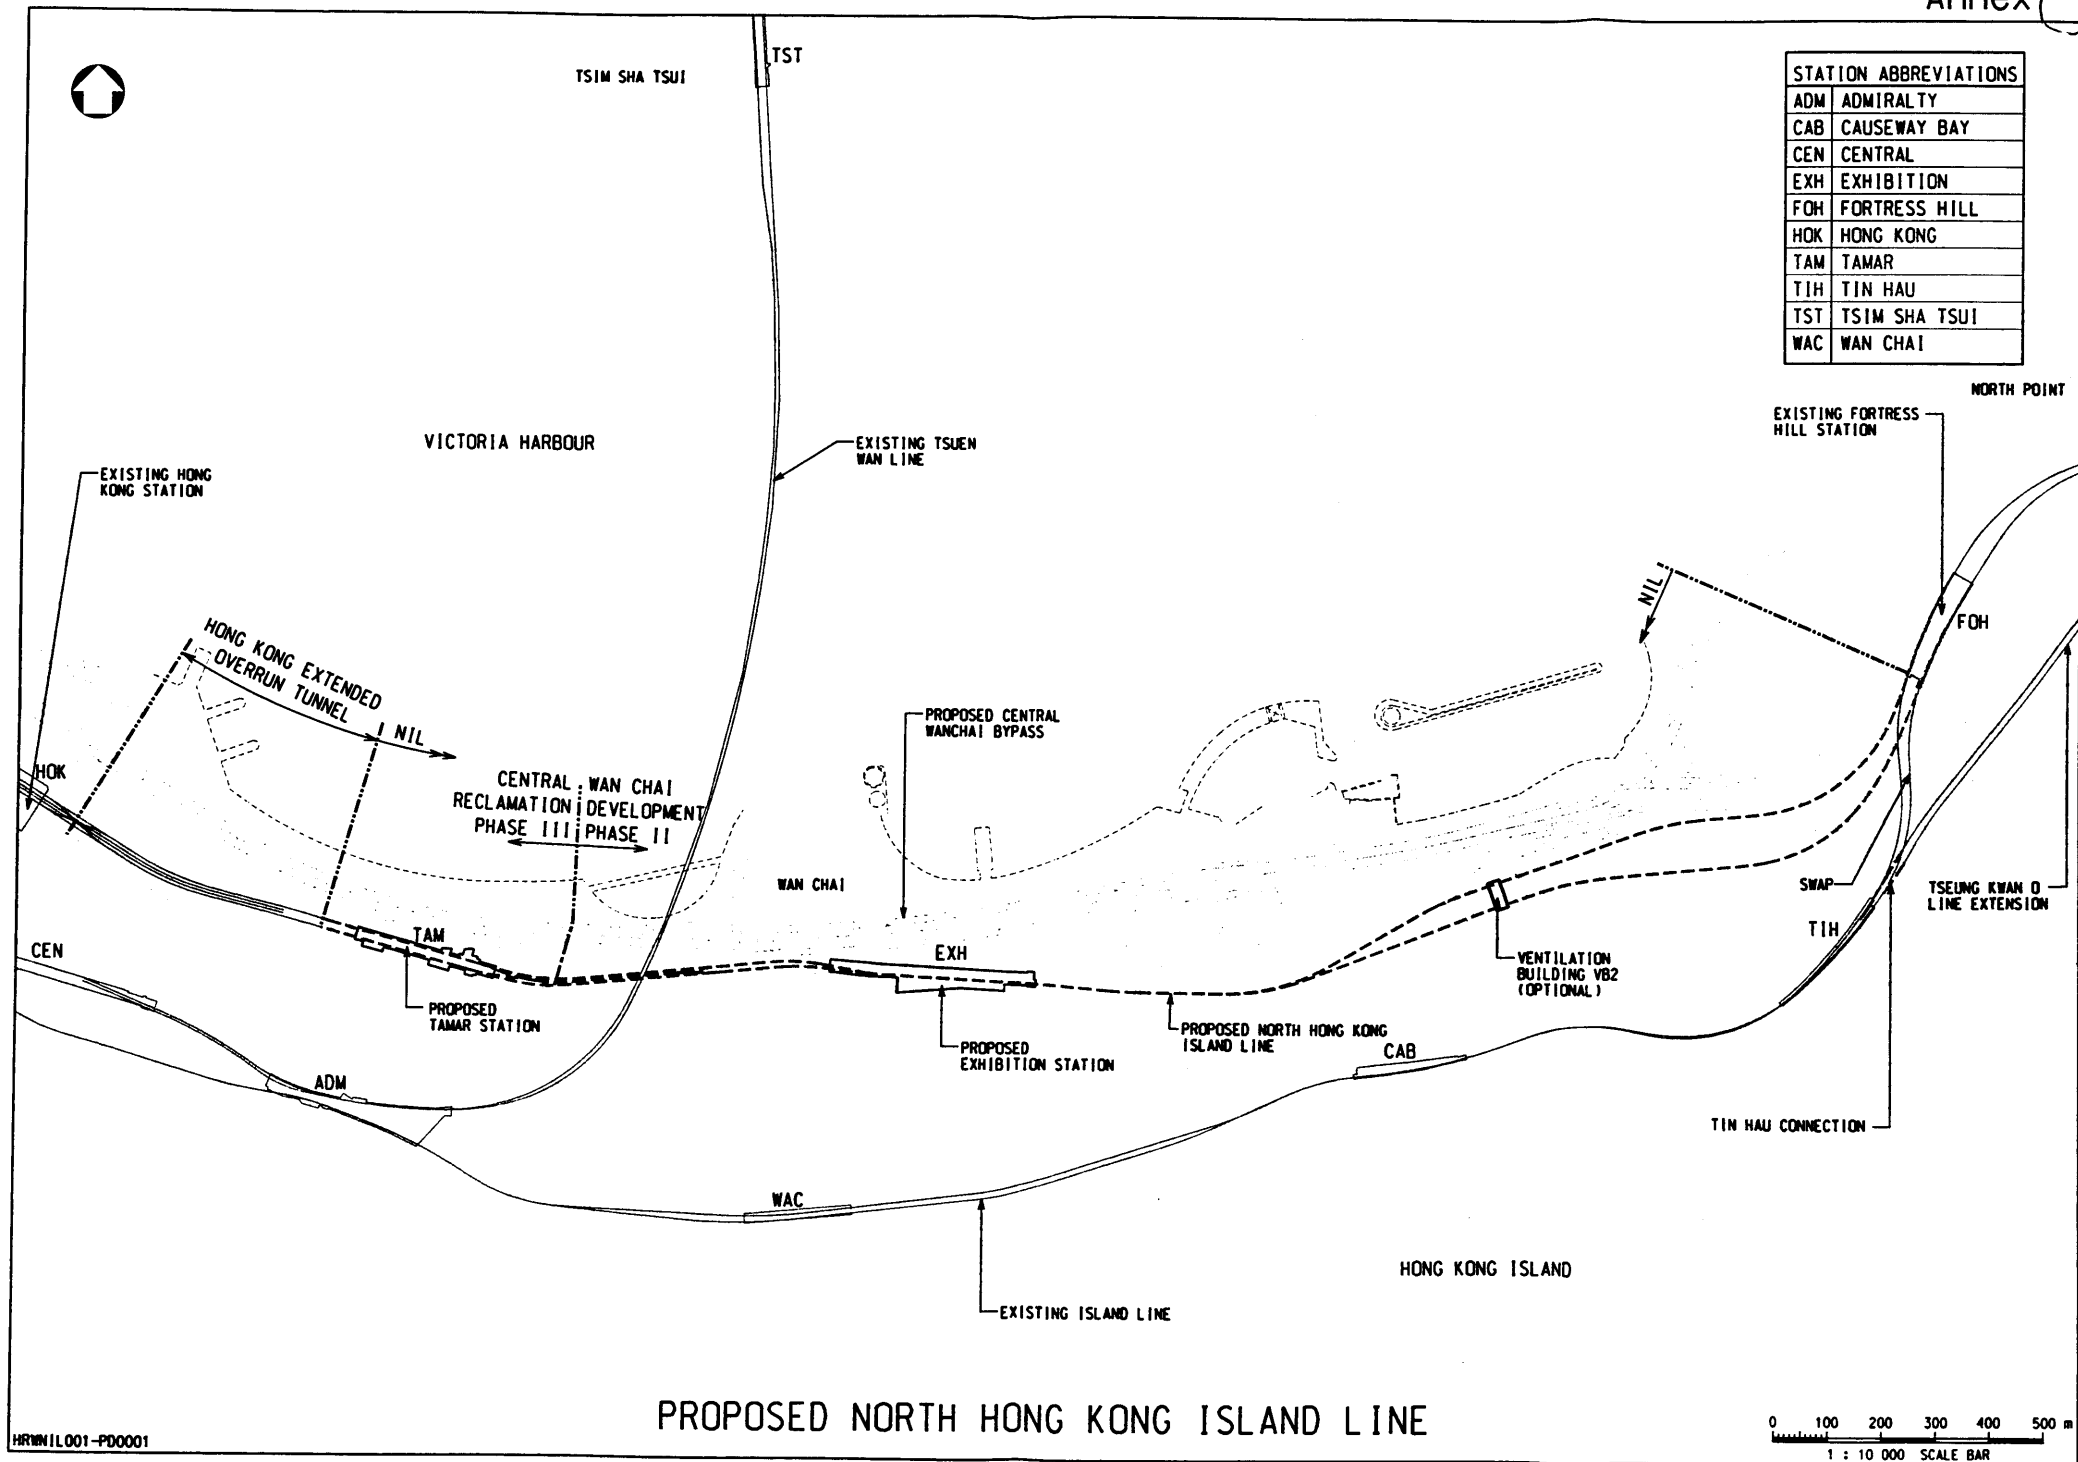 Annex
TST
TSIM SHA TSUI
STATION ABBREVIATIONS
ADM ADMIRALTY
CAB CAUSEWAY BAY
CEN CENTRAL
EXH EXHIBITION
FOH FORTRESS HILL
HOK HONG KONG
TAM TAMAR
TIH TIN HAU
TST TSIM SHA TSUI
WAC WAN CHAI
NORTH POINT
EXISTING FORTRESS
HILL STATION
VICTORIA HARBOUR
EXISTING TSUEN
WAN LINE
EXISTING HONG
KONG STATION
NIL
FOH
HONG KONG EXTENDED
OVERRUN TUNNEL
NIL
PROPOSED CENTRAL
WANCHAI BYPASS
HOK
CENTRAL
RECLAMATION
PHASE III
WAN CHAI
DEVELOPMENT
PHASE II
WAN CHAI
SWAP
TSEUNG KWAN O
LINE EXTENSION
TIH
CEN
TAM
EXH
VENTILATION
BUILDING VB2
(OPTIONAL)
PROPOSED
TAMAR STATION
PROPOSED
EXHIBITION STATION
PROPOSED NORTH HONG KONG
ISLAND LINE
CAB
ADM
TIN HAU CONNECTION
WAC
HONG KONG ISLAND
EXISTING ISLAND LINE
PROPOSED NORTH HONG KONG ISLAND LINE
HRWNIL001-PD0001
0 100 200 300 400 500 m
1 : 10 000 SCALE BAR